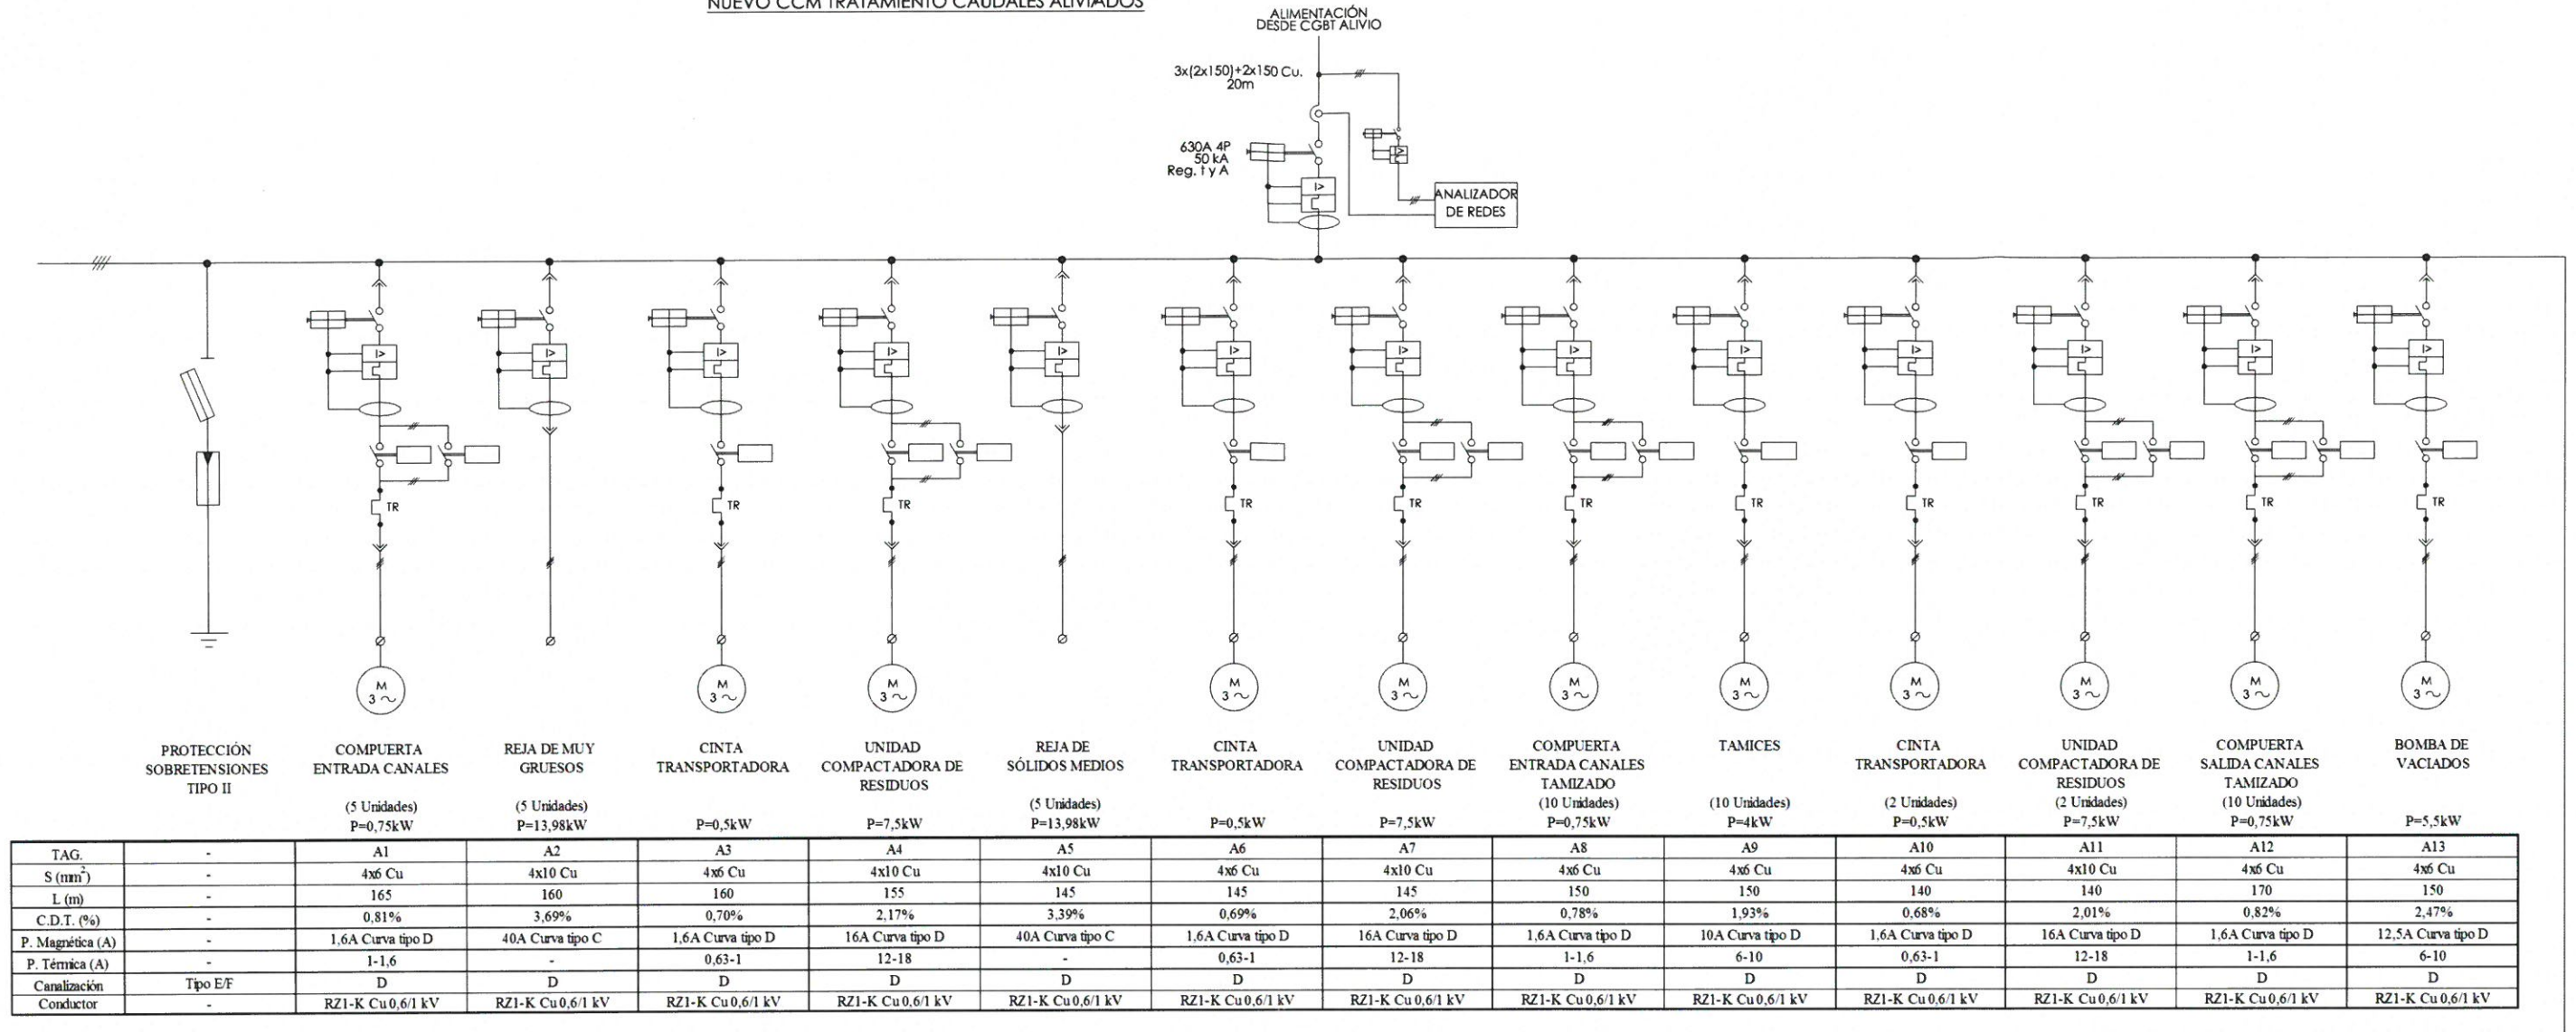 NUEVO CCM TRATAMIENTO CAUDALES ALIVIADOS
ALIMENTACIÓN
DESDE CGBT ALIVIO
3x(2x150)+2x150 Cu.
20m
630A 4P
50 kA
Reg. t y A
I>
ANALIZADOR
DE REDES
I> I> I> I> I> I> I> I> I> I> I> I> I>
TR TR TR TR TR TR TR TR TR TR TR
M M M M M M M M M M M
3~ 3~ 3~ 3~ 3~ 3~ 3~ 3~ 3~ 3~ 3~
PROTECCIÓN
SOBRETENSIONES
TIPO II
COMPUERTA
ENTRADA CANALES
(5 Unidades)
P=0,75kW
REJA DE MUY
GRUESOS
(5 Unidades)
P=13,98kW
CINTA
TRANSPORTADORA
P=0,5kW
UNIDAD
COMPACTADORA DE
RESIDUOS
P=7,5kW
REJA DE
SÓLIDOS MEDIOS
(5 Unidades)
P=13,98kW
CINTA
TRANSPORTADORA
P=0,5kW
UNIDAD
COMPACTADORA DE
RESIDUOS
P=7,5kW
COMPUERTA
ENTRADA CANALES
TAMIZADO
(10 Unidades)
P=0,75kW
TAMICES
(10 Unidades)
P=4kW
CINTA
TRANSPORTADORA
(2 Unidades)
P=0,5kW
UNIDAD
COMPACTADORA DE
RESIDUOS
(2 Unidades)
P=7,5kW
COMPUERTA
SALIDA CANALES
TAMIZADO
(10 Unidades)
P=0,75kW
BOMBA DE
VACIADOS
P=5,5kW
TAG. - A1 A2 A3 A4 A5 A6 A7 A8 A9 A10 A11 A12 A13
S (mm²) - 4x6 Cu 4x10 Cu 4x6 Cu 4x10 Cu 4x10 Cu 4x6 Cu 4x10 Cu 4x6 Cu 4x6 Cu 4x6 Cu 4x10 Cu 4x6 Cu 4x6 Cu
L (m) - 165 160 160 155 145 145 145 150 150 140 140 170 150
C.D.T. (%) - 0,81% 3,69% 0,70% 2,17% 3,39% 0,69% 2,06% 0,78% 1,93% 0,68% 2,01% 0,82% 2,47%
P. Magnética (A) - 1,6A Curva tipo D 40A Curva tipo C 1,6A Curva tipo D 16A Curva tipo D 40A Curva tipo C 1,6A Curva tipo D 16A Curva tipo D 1,6A Curva tipo D 10A Curva tipo D 1,6A Curva tipo D 16A Curva tipo D 1,6A Curva tipo D 12,5A Curva tipo D
P. Térmica (A) - 1-1,6 - 0,63-1 12-18 - 0,63-1 12-18 1-1,6 6-10 0,63-1 12-18 1-1,6 6-10
Canalización Tipo E/F D D D D D D D D D D D D D
Conductor - RZ1-K Cu 0,6/1 kV RZ1-K Cu 0,6/1 kV RZ1-K Cu 0,6/1 kV RZ1-K Cu 0,6/1 kV RZ1-K Cu 0,6/1 kV RZ1-K Cu 0,6/1 kV RZ1-K Cu 0,6/1 kV RZ1-K Cu 0,6/1 kV RZ1-K Cu 0,6/1 kV RZ1-K Cu 0,6/1 kV RZ1-K Cu 0,6/1 kV RZ1-K Cu 0,6/1 kV RZ1-K Cu 0,6/1 kV